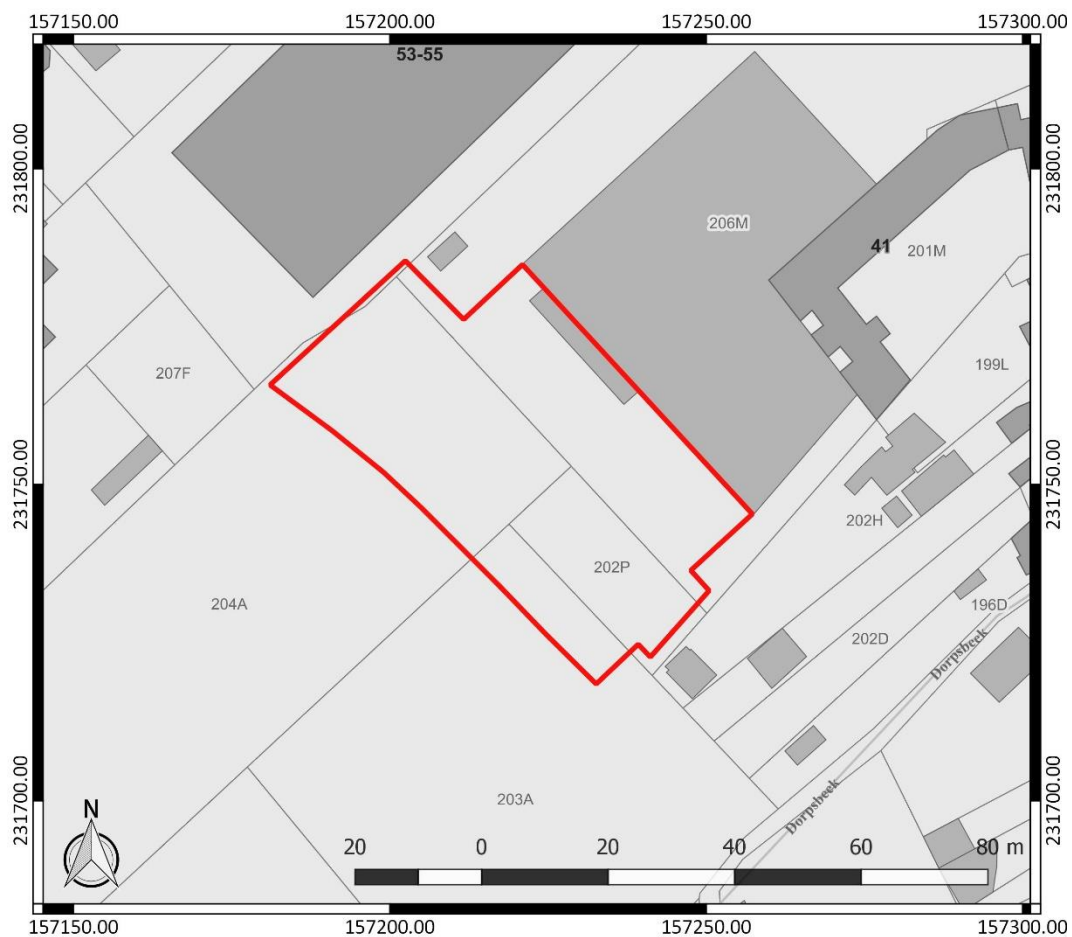 157150.00 157200.00 157250.00 157300.00
53-55
231800.00 231800.00
206M
41
201M
199L
207F
231750.00 231750.00
202H
202P
204A
196D
202D
Dorpsbeek
231700.00 231700.00
203A
Dorpsbeek
N
20 0 20 40 60 80 m
157150.00 157200.00 157250.00 157300.00